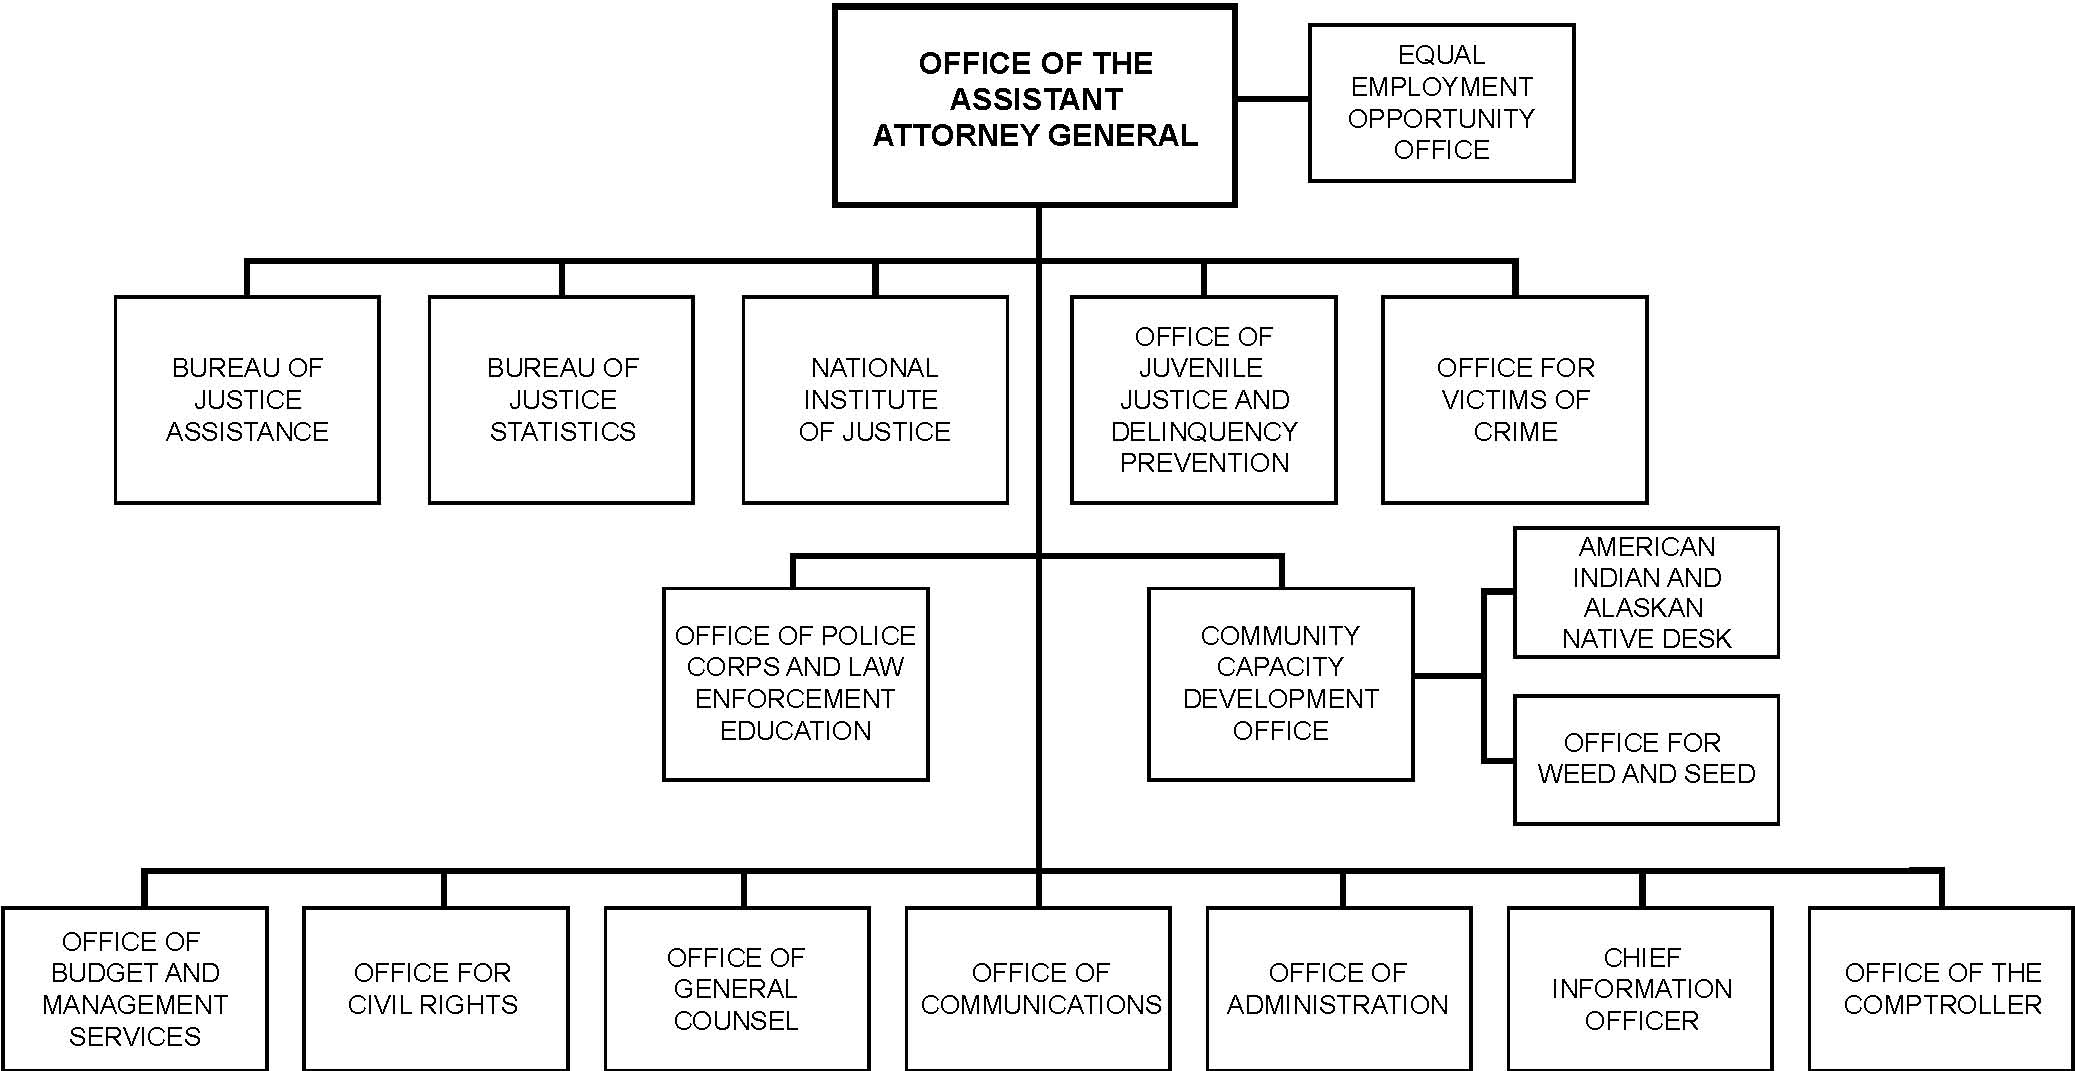 OFFICE OF THE
ASSISTANT
ATTORNEY GENERAL
EQUAL
EMPLOYMENT
OPPORTUNITY
OFFICE
BUREAU OF
JUSTICE
ASSISTANCE
BUREAU OF
JUSTICE
STATISTICS
NATIONAL
INSTITUTE
OF JUSTICE
OFFICE OF
JUVENILE
JUSTICE AND
DELINQUENCY
PREVENTION
OFFICE FOR
VICTIMS OF
CRIME
OFFICE OF POLICE
CORPS AND LAW
ENFORCEMENT
EDUCATION
COMMUNITY
CAPACITY
DEVELOPMENT
OFFICE
AMERICAN
INDIAN AND
ALASKAN
NATIVE DESK
OFFICE FOR
WEED AND SEED
OFFICE OF
BUDGET AND
MANAGEMENT
SERVICES
OFFICE FOR
CIVIL RIGHTS
OFFICE OF
GENERAL
COUNSEL
OFFICE OF
COMMUNICATIONS
OFFICE OF
ADMINISTRATION
CHIEF
INFORMATION
OFFICER
OFFICE OF THE
COMPTROLLER